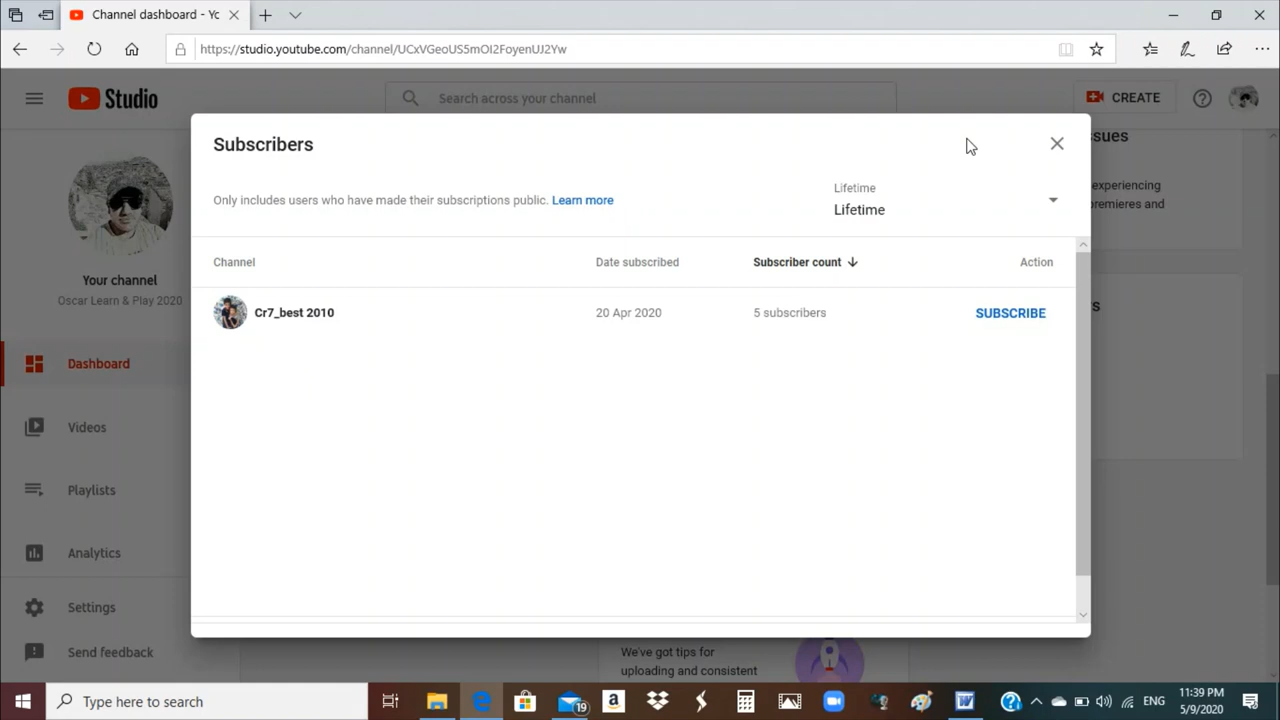 Channel dashboard - Yo
https://studio.youtube.com/channel/UCxVGeoUS5mOI2FoyenUJ2Yw
Studio
Search across your channel
CREATE
Subscribers
Only includes users who have made their subscriptions public. Learn more
Lifetime
Lifetime
Channel
Date subscribed
Subscriber count
Action
Cr7_best 2010
20 Apr 2020
5 subscribers
SUBSCRIBE
Your channel
Oscar Learn & Play 2020
Dashboard
Videos
Playlists
Analytics
Settings
Send feedback
ssues
experiencing
premieres and
rs
We've got tips for
uploading and consistent
Type here to search
19
ENG
11:39 PM
5/9/2020